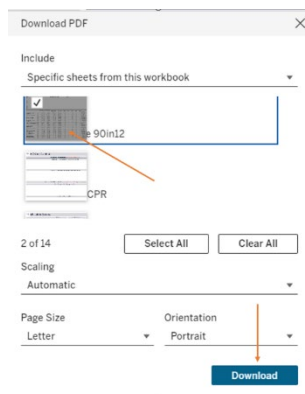 Download PDF
Include
Specific sheets from this workbook
90in12
CPR
2 of 14
Select All
Clear All
Scaling
Automatic
Page Size
Orientation
Letter
Portrait
Download